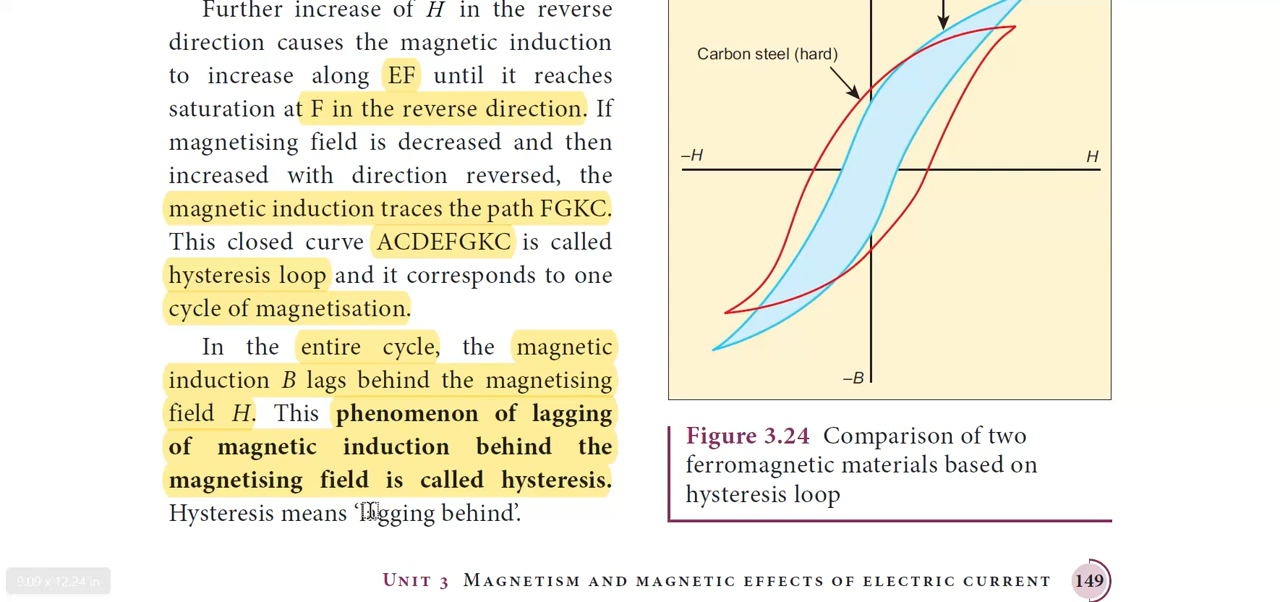 Further increase of H in the reverse
direction causes the magnetic induction
to increase along EF until it reaches
saturation at F in the reverse direction. If
magnetising field is decreased and then
increased with direction reversed, the
magnetic induction traces the path FGKC.
This closed curve ACDEFGKC is called
hysteresis loop and it corresponds to one
cycle of magnetisation.
In the entire cycle, the magnetic
induction B lags behind the magnetising
field H. This phenomenon of lagging
of magnetic induction behind the
magnetising field is called hysteresis.
Hysteresis means ‘Lagging behind’.
Carbon steel (hard)
–H
H
–B
Figure 3.24 Comparison of two
ferromagnetic materials based on
hysteresis loop
9.09 x 12.24 in
UNIT 3 MAGNETISM AND MAGNETIC EFFECTS OF ELECTRIC CURRENT
149